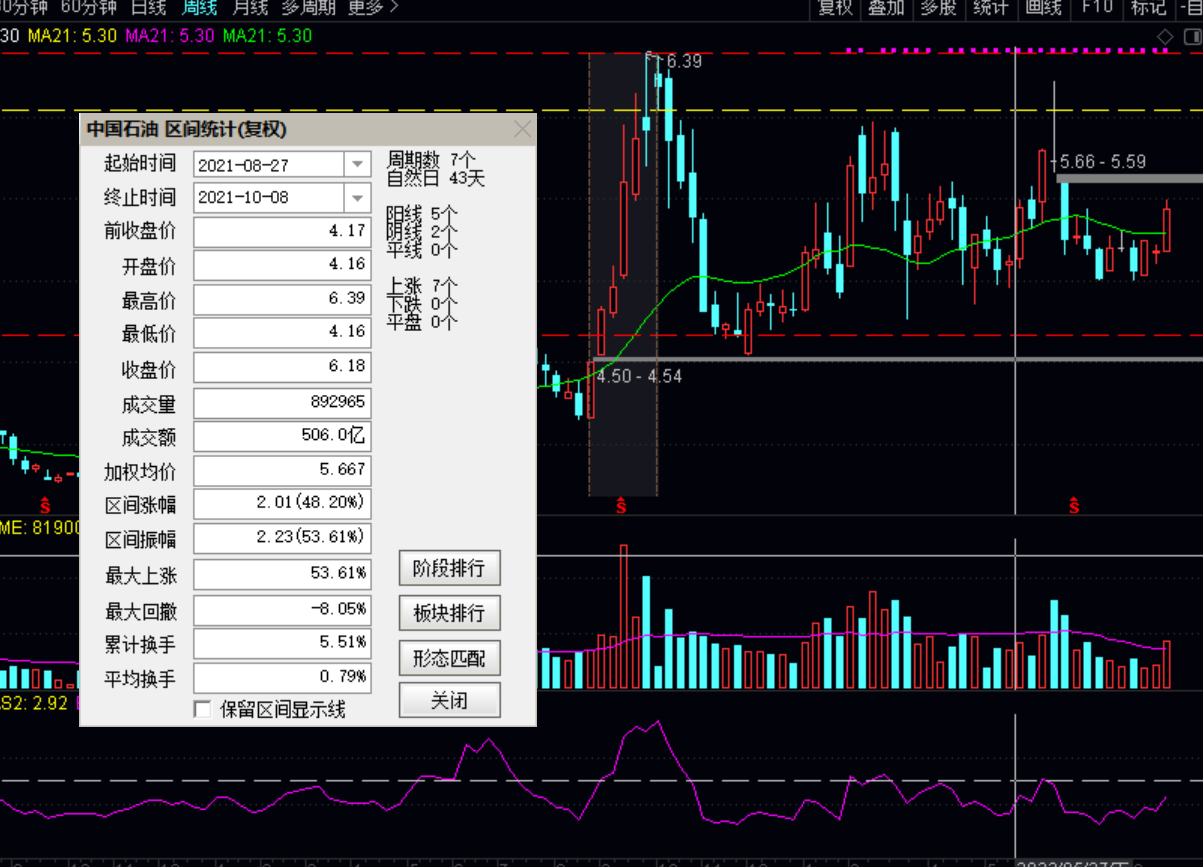 30分钟 60分钟 日线 周线 月线 多周期 更多 >
复权 叠加 多股 统计 画线 F10 标记 -自
30 MA21: 5.30 MA21: 5.30 MA21: 5.30
6.39
中国石油 区间统计(复权)
起始时间 2021-08-27
周期数 7个
自然日 43天
终止时间 2021-10-08
前收盘价 4.17
阳线 5个
阴线 2个
平线 0个
开盘价 4.16
最高价 6.39
上涨 7个
下跌 0个
平盘 0个
最低价 4.16
收盘价 6.18
成交量 892965
成交额 506.0亿
加权均价 5.667
区间涨幅 2.01(48.20%)
区间振幅 2.23(53.61%)
最大上涨 53.61%
最大回撤 -8.05%
累计换手 5.51%
平均换手 0.79%
阶段排行
板块排行
形态匹配
关闭
保留区间显示线
5.66 - 5.59
4.50 - 4.54
S
S
S
ME: 81900
S2: 2.92